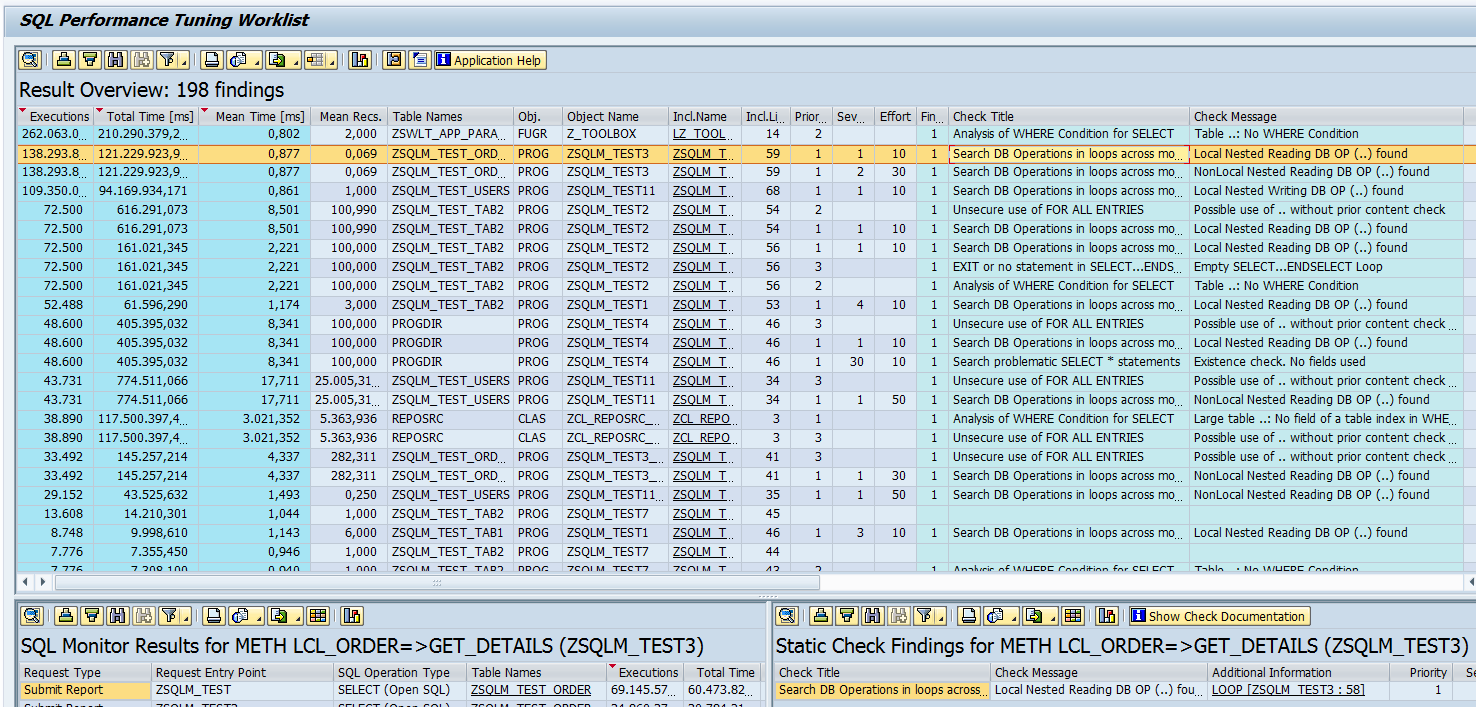 SQL Performance Tuning Worklist
Application Help
Result Overview: 198 findings
Executions Total Time [ms] Mean Time [ms] Mean Recs. Table Names Obj. Object Name Incl.Name Incl.Li... Prior... Sev... Effort Fin... Check Title Check Message
262.063.0... 210.290.379,2... 0,802 2,000 ZSWLT_APP_PARA... FUGR Z_TOOLBOX LZ_TOOL... 14 2 1 Analysis of WHERE Condition for SELECT Table ..: No WHERE Condition
138.293.8... 121.229.923,9... 0,877 0,069 ZSQLM_TEST_ORD... PROG ZSQLM_TEST3 ZSQLM_T... 59 1 1 10 1 Search DB Operations in loops across mo... Local Nested Reading DB OP (..) found
138.293.8... 121.229.923,9... 0,877 0,069 ZSQLM_TEST_ORD... PROG ZSQLM_TEST3 ZSQLM_T... 59 1 2 30 1 Search DB Operations in loops across mo... NonLocal Nested Reading DB OP (..) found
109.350.0... 94.169.934,171 0,861 1,000 ZSQLM_TEST_USERS PROG ZSQLM_TEST11 ZSQLM_T... 68 1 1 10 1 Search DB Operations in loops across mo... Local Nested Writing DB OP (..) found
72.500 616.291,073 8,501 100,990 ZSQLM_TEST_TAB2 PROG ZSQLM_TEST2 ZSQLM_T... 54 2 1 Unsecure use of FOR ALL ENTRIES Possible use of .. without prior content check
72.500 616.291,073 8,501 100,990 ZSQLM_TEST_TAB2 PROG ZSQLM_TEST2 ZSQLM_T... 54 1 1 10 1 Search DB Operations in loops across mo... Local Nested Reading DB OP (..) found
72.500 161.021,345 2,221 100,000 ZSQLM_TEST_TAB2 PROG ZSQLM_TEST2 ZSQLM_T... 56 1 1 10 1 Search DB Operations in loops across mo... Local Nested Reading DB OP (..) found
72.500 161.021,345 2,221 100,000 ZSQLM_TEST_TAB2 PROG ZSQLM_TEST2 ZSQLM_T... 56 3 1 EXIT or no statement in SELECT...ENDS... Empty SELECT...ENDSELECT Loop
72.500 161.021,345 2,221 100,000 ZSQLM_TEST_TAB2 PROG ZSQLM_TEST2 ZSQLM_T... 56 2 1 Analysis of WHERE Condition for SELECT Table ..: No WHERE Condition
52.488 61.596,290 1,174 3,000 ZSQLM_TEST_TAB2 PROG ZSQLM_TEST1 ZSQLM_T... 53 1 4 10 1 Search DB Operations in loops across mo... Local Nested Reading DB OP (..) found
48.600 405.395,032 8,341 100,000 PROGDIR PROG ZSQLM_TEST4 ZSQLM_T... 46 3 1 Unsecure use of FOR ALL ENTRIES Possible use of .. without prior content check ...
48.600 405.395,032 8,341 100,000 PROGDIR PROG ZSQLM_TEST4 ZSQLM_T... 46 1 1 10 1 Search DB Operations in loops across mo... Local Nested Reading DB OP (..) found
48.600 405.395,032 8,341 100,000 PROGDIR PROG ZSQLM_TEST4 ZSQLM_T... 46 1 30 10 1 Search problematic SELECT * statements Existence check. No fields used
43.731 774.511,066 17,711 25.005,31... ZSQLM_TEST_USERS PROG ZSQLM_TEST11 ZSQLM_T... 34 3 1 Unsecure use of FOR ALL ENTRIES Possible use of .. without prior content check ...
43.731 774.511,066 17,711 25.005,31... ZSQLM_TEST_USERS PROG ZSQLM_TEST11 ZSQLM_T... 34 1 1 50 1 Search DB Operations in loops across mo... NonLocal Nested Reading DB OP (..) found
38.890 117.500.397,4... 3.021,352 5.363,936 REPOSRC CLAS ZCL_REPOSRC_... ZCL_REPO... 3 1 1 Analysis of WHERE Condition for SELECT Large table ..: No field of a table index in WHE...
38.890 117.500.397,4... 3.021,352 5.363,936 REPOSRC CLAS ZCL_REPOSRC_... ZCL_REPO... 3 3 1 Unsecure use of FOR ALL ENTRIES Possible use of .. without prior content check ...
33.492 145.257,214 4,337 282,311 ZSQLM_TEST_ORD... PROG ZSQLM_TEST3_... ZSQLM_T... 41 3 1 Unsecure use of FOR ALL ENTRIES Possible use of .. without prior content check ...
33.492 145.257,214 4,337 282,311 ZSQLM_TEST_ORD... PROG ZSQLM_TEST3_... ZSQLM_T... 41 1 1 30 1 Search DB Operations in loops across mo... NonLocal Nested Reading DB OP (..) found
29.152 43.525,632 1,493 0,250 ZSQLM_TEST_USERS PROG ZSQLM_TEST11... ZSQLM_T... 35 1 1 50 1 Search DB Operations in loops across mo... NonLocal Nested Reading DB OP (..) found
13.608 14.210,301 1,044 1,000 ZSQLM_TEST_TAB2 PROG ZSQLM_TEST7 ZSQLM_T... 45
8.748 9.998,610 1,143 6,000 ZSQLM_TEST_TAB1 PROG ZSQLM_TEST1 ZSQLM_T... 46 1 3 10 1 Search DB Operations in loops across mo... Local Nested Reading DB OP (..) found
7.776 7.355,450 0,946 1,000 ZSQLM_TEST_TAB2 PROG ZSQLM_TEST7 ZSQLM_T... 44
7.776 7.308,100 0,940 1,000 ZSQLM_TEST_TAB2 PROG ZSQLM_TEST7 ZSQLM_T... 43 2 1 Analysis of WHERE Condition for SELECT Table ..: No WHERE Condition
SQL Monitor Results for METH LCL_ORDER=>GET_DETAILS (ZSQLM_TEST3)
Request Type Request Entry Point SQL Operation Type Table Names Executions Total Time
Submit Report ZSQLM_TEST SELECT (Open SQL) ZSQLM_TEST_ORDER 69.145.57... 60.473.82...
Submit Report ZSQLM_TEST3 SELECT (Open SQL) ZSQLM_TEST_ORDER
Show Check Documentation
Static Check Findings for METH LCL_ORDER=>GET_DETAILS (ZSQLM_TEST3)
Check Title Check Message Additional Information Priority Se
Search DB Operations in loops across... Local Nested Reading DB OP (..) fou... LOOP [ZSQLM_TEST3 : 58] 1